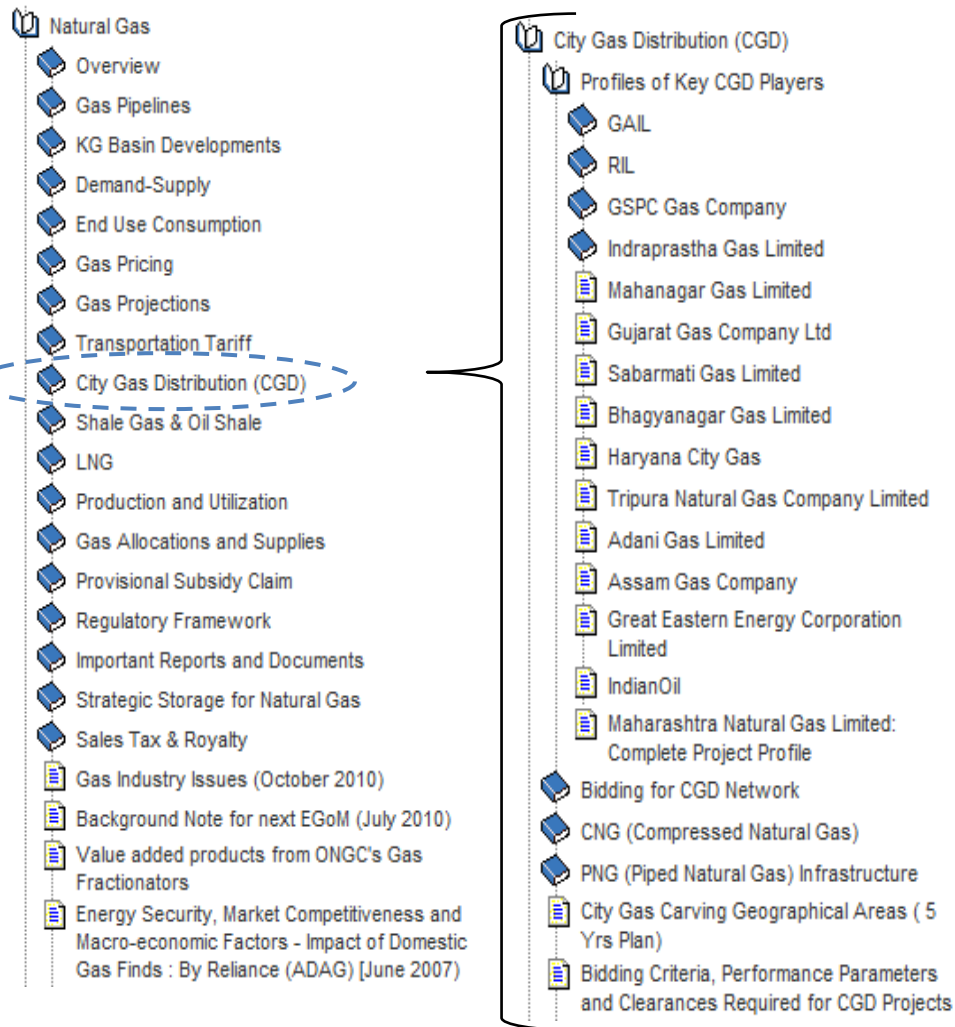 Natural Gas
Overview
Gas Pipelines
KG Basin Developments
Demand-Supply
End Use Consumption
Gas Pricing
Gas Projections
Transportation Tariff
City Gas Distribution (CGD)
Shale Gas & Oil Shale
LNG
Production and Utilization
Gas Allocations and Supplies
Provisional Subsidy Claim
Regulatory Framework
Important Reports and Documents
Strategic Storage for Natural Gas
Sales Tax & Royalty
Gas Industry Issues (October 2010)
Background Note for next EGoM (July 2010)
Value added products from ONGC's Gas
Fractionators
Energy Security, Market Competitiveness and
Macro-economic Factors - Impact of Domestic
Gas Finds : By Reliance (ADAG) [June 2007)
City Gas Distribution (CGD)
Profiles of Key CGD Players
GAIL
RIL
GSPC Gas Company
Indraprastha Gas Limited
Mahanagar Gas Limited
Gujarat Gas Company Ltd
Sabarmati Gas Limited
Bhagyanagar Gas Limited
Haryana City Gas
Tripura Natural Gas Company Limited
Adani Gas Limited
Assam Gas Company
Great Eastern Energy Corporation
Limited
IndianOil
Maharashtra Natural Gas Limited:
Complete Project Profile
Bidding for CGD Network
CNG (Compressed Natural Gas)
PNG (Piped Natural Gas) Infrastructure
City Gas Carving Geographical Areas ( 5
Yrs Plan)
Bidding Criteria, Performance Parameters
and Clearances Required for CGD Projects